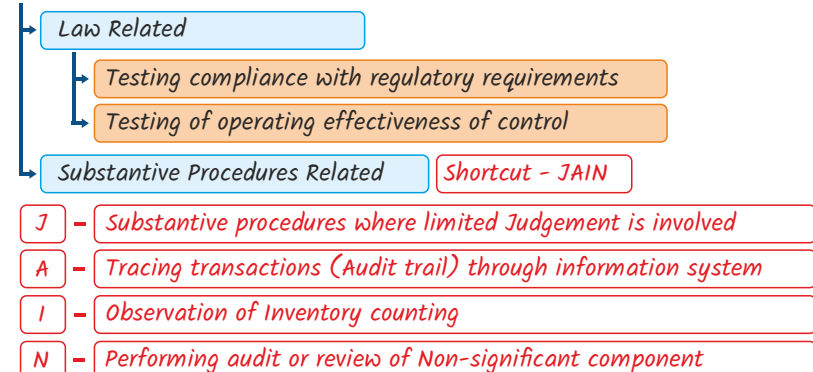 Law Related
Testing compliance with regulatory requirements
Testing of operating effectiveness of control
Substantive Procedures Related Shortcut - JAIN
J - Substantive procedures where limited Judgement is involved
A - Tracing transactions (Audit trail) through information system
I - Observation of Inventory counting
N - Performing audit or review of Non-significant component